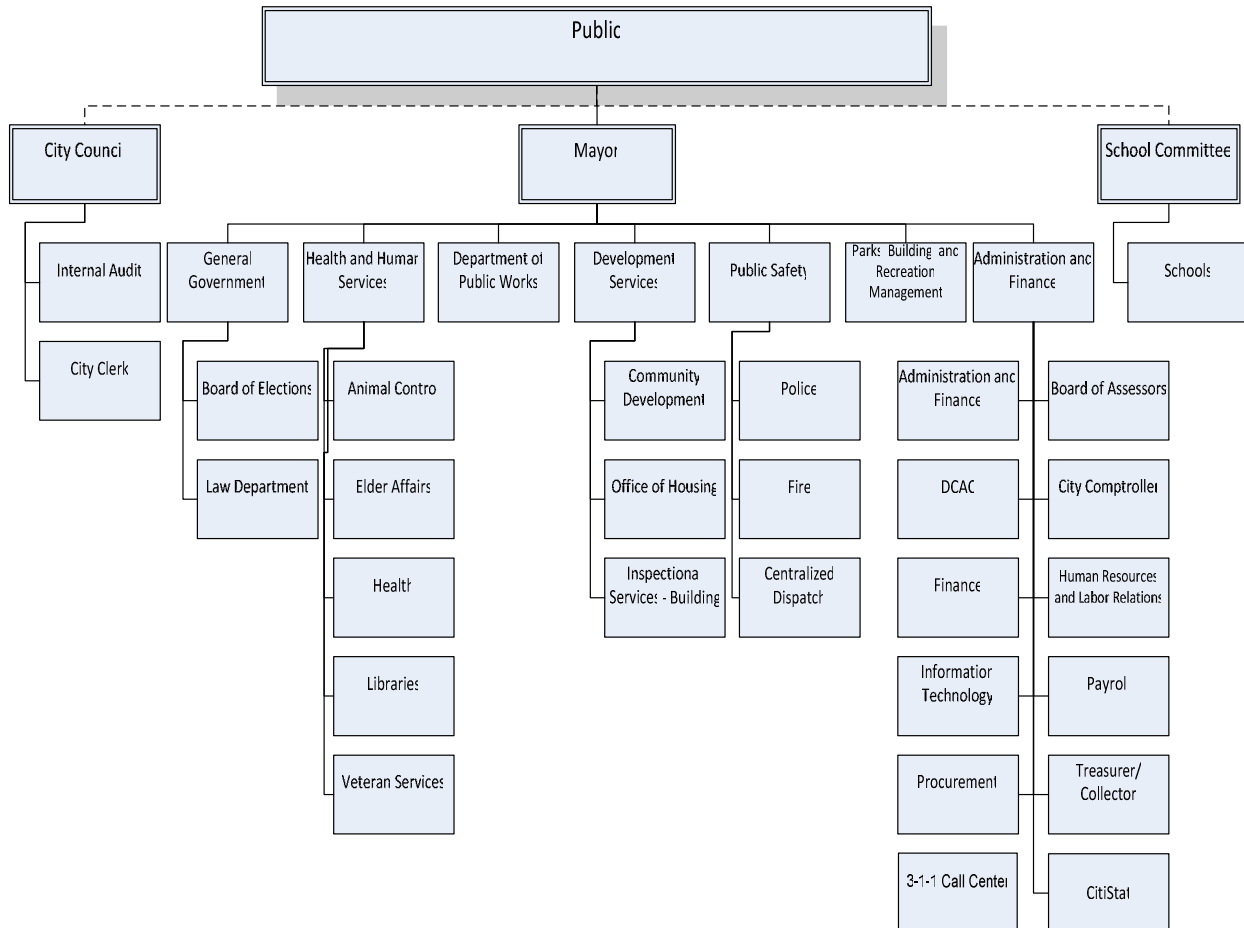 Public
City Counci
Mayor
School Committee
Internal Audit
General
Government
Health and Human
Services
Department of
Public Works
Development
Services
Public Safety
Parks Building and
Recreation
Management
Administration and
Finance
Schools
City Clerk
Board of Elections
Animal Contro
Community
Development
Police
Administration and
Finance
Board of Assessors
Law Department
Elder Affairs
Office of Housing
Fire
DCAC
City Comptroller
Health
Inspectiona
Services - Building
Centralized
Dispatch
Finance
Human Resources
and Labor Relations
Libraries
Information
Technology
Payrol
Veteran Services
Procurement
Treasurer/
Collector
3-1-1 Call Center
CitiStat